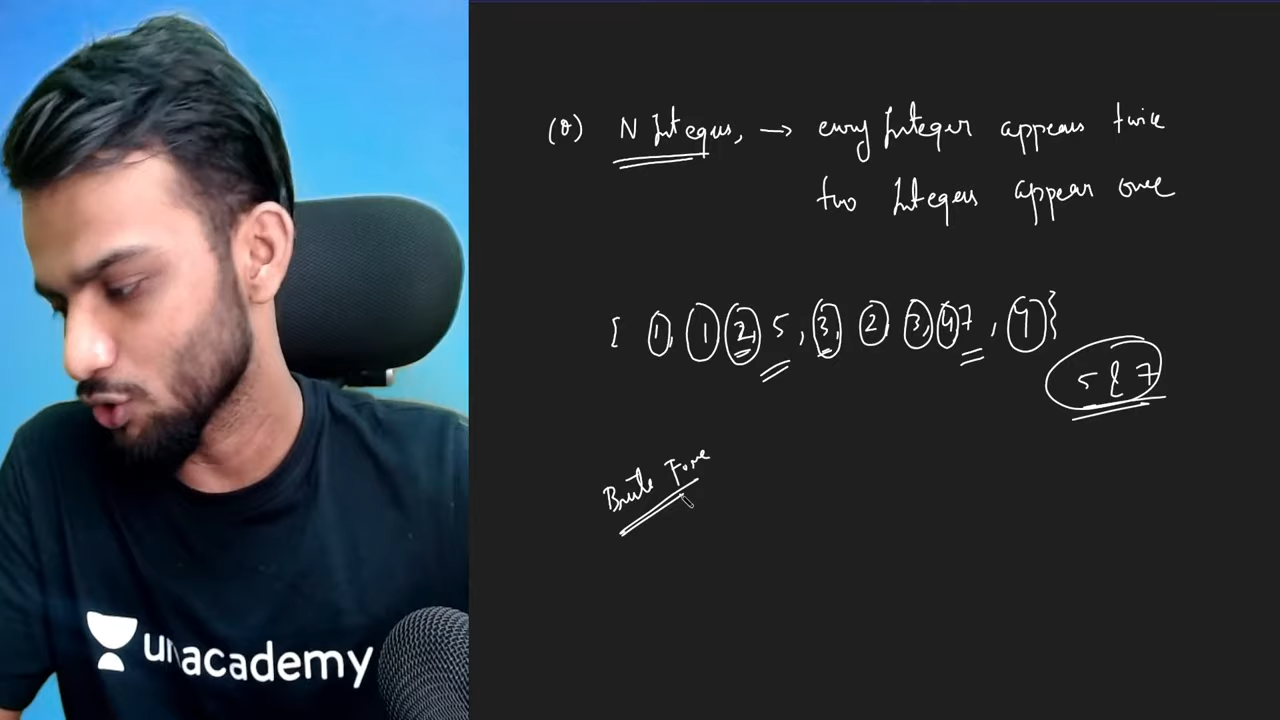 (Q) N Integers, → every Integer appears twice
two Integers appear once
{ 1, 1 2, 5, 3, 2 3, 4 7, 4 }
5 & 7
Brute Force
unacademy